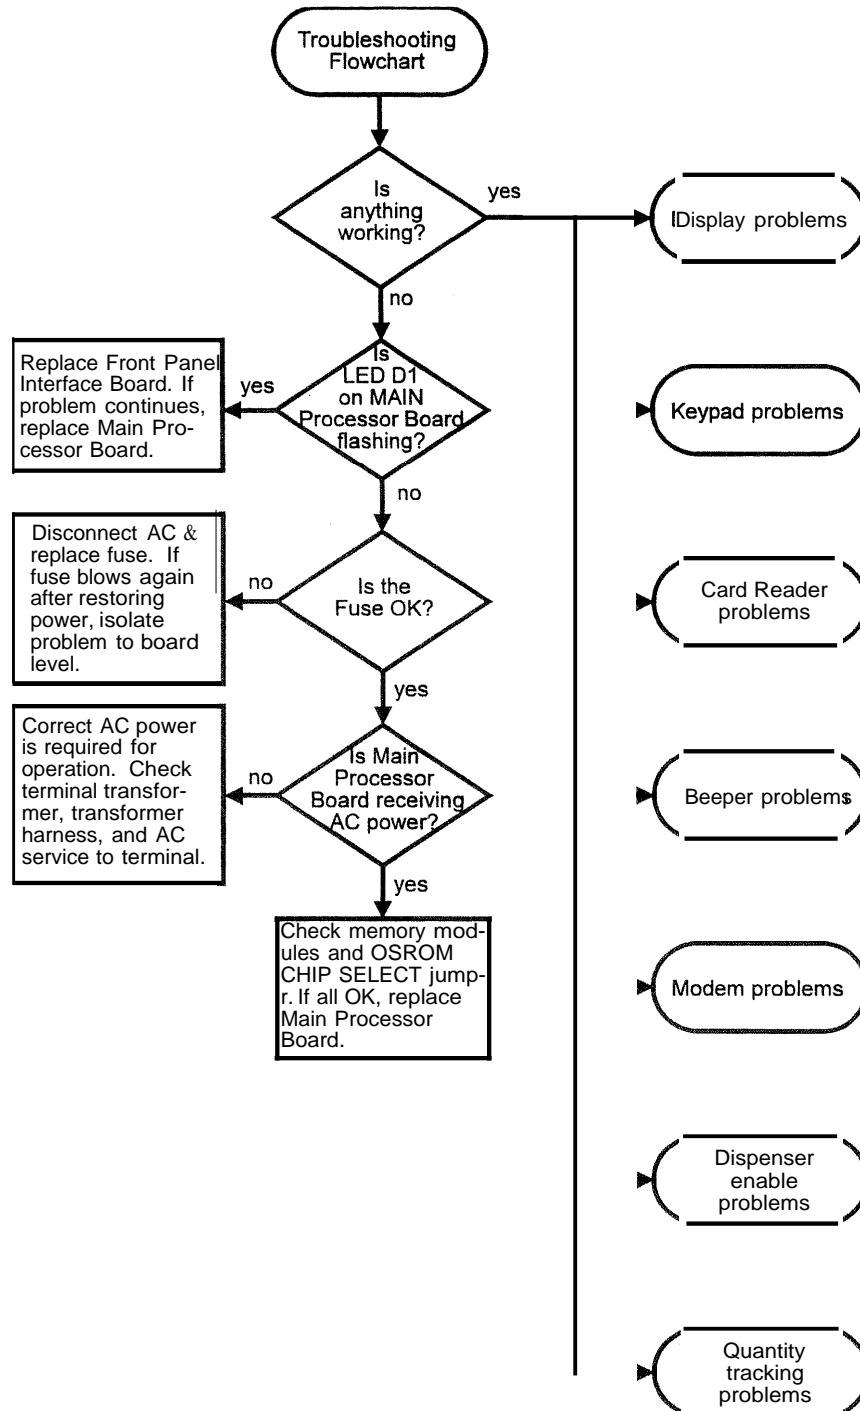 Troubleshooting
Flowchart
Is
anything
working?
yes
Display problems
no
Is
LED D1
on MAIN
Processor Board
flashing?
yes
Replace Front Panel
Interface Board. If
problem continues,
replace Main Pro-
cessor Board.
Keypad problems
no
Is the
Fuse OK?
no
Disconnect AC &
replace fuse. If
fuse blows again
after restoring
power, isolate
problem to board
level.
Card Reader
problems
yes
Is Main
Processor
Board receiving
AC power?
no
Correct AC power
is required for
operation. Check
terminal transfor-
mer, transformer
harness, and AC
service to terminal.
Beeper problems
yes
Check memory mod-
ules and OSROM
CHIP SELECT jump-
r. If all OK, replace
Main Processor
Board.
Modem problems
Dispenser
enable
problems
Quantity
tracking
problems